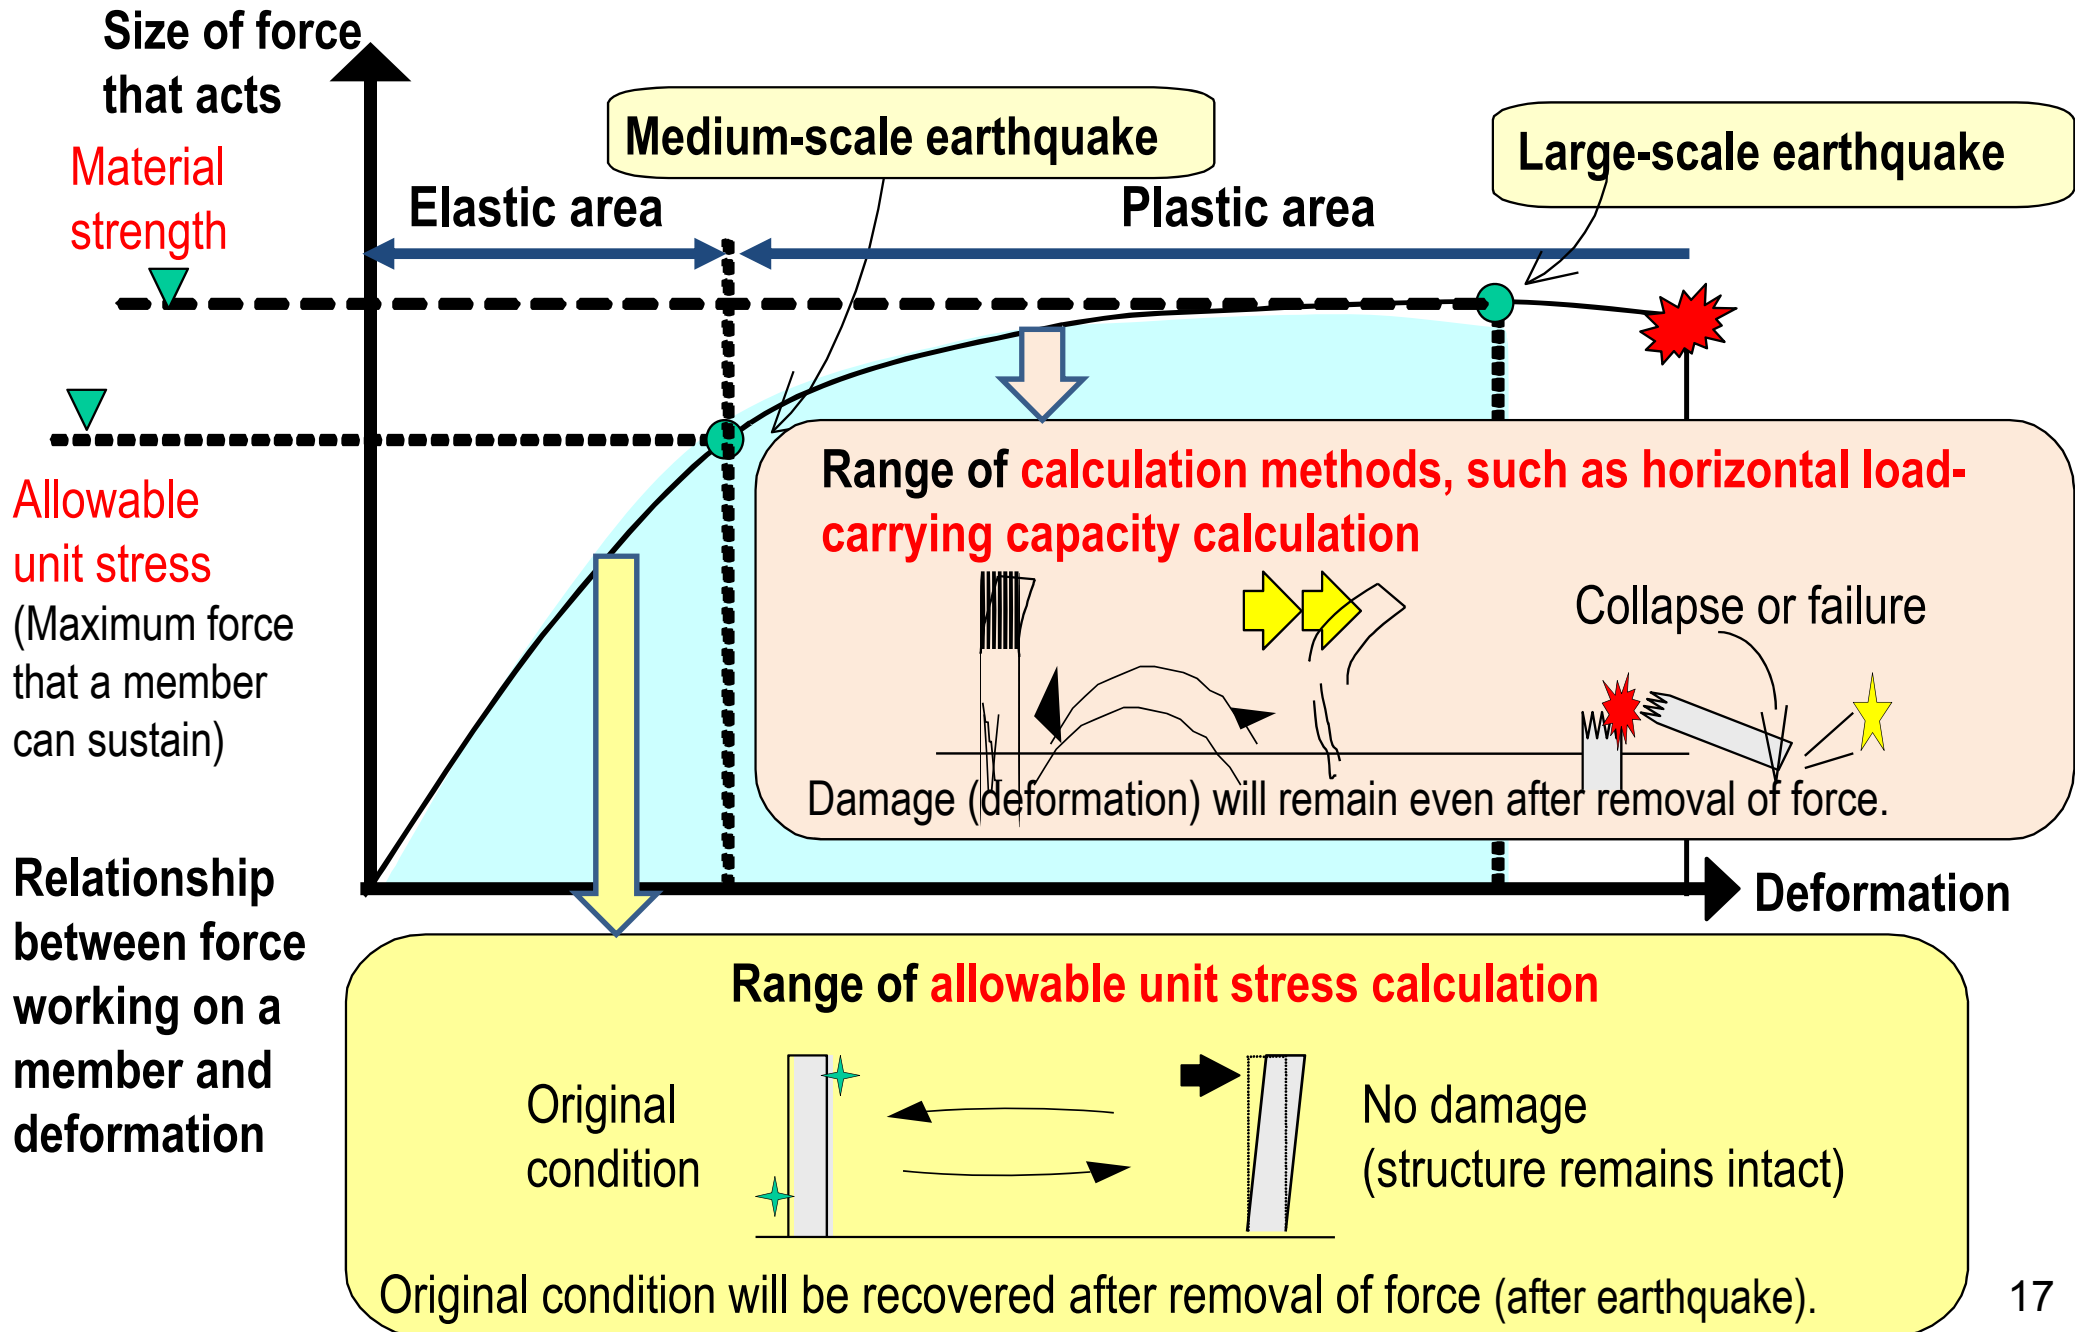 Size of force
that acts
Material
strength
Medium-scale earthquake
Large-scale earthquake
Elastic area
Plastic area
Allowable
unit stress
(Maximum force
that a member
can sustain)
Range of calculation methods, such as horizontal load-
carrying capacity calculation
Collapse or failure
Damage (deformation) will remain even after removal of force.
Relationship
between force
working on a
member and
deformation
Deformation
Range of allowable unit stress calculation
Original
condition
No damage
(structure remains intact)
Original condition will be recovered after removal of force (after earthquake).
17